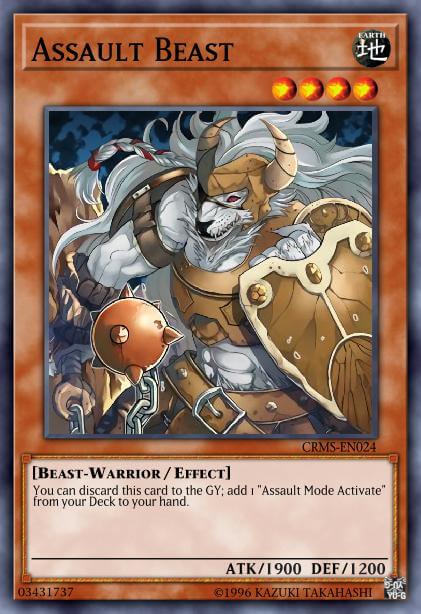 Assault Beast
EARTH
地
CRMS-EN024
[Beast-Warrior / Effect]
You can discard this card to the GY; add 1 "Assault Mode Activate"
from your Deck to your hand.
ATK/1900 DEF/1200
03431737
©1996 KAZUKI TAKAHASHI